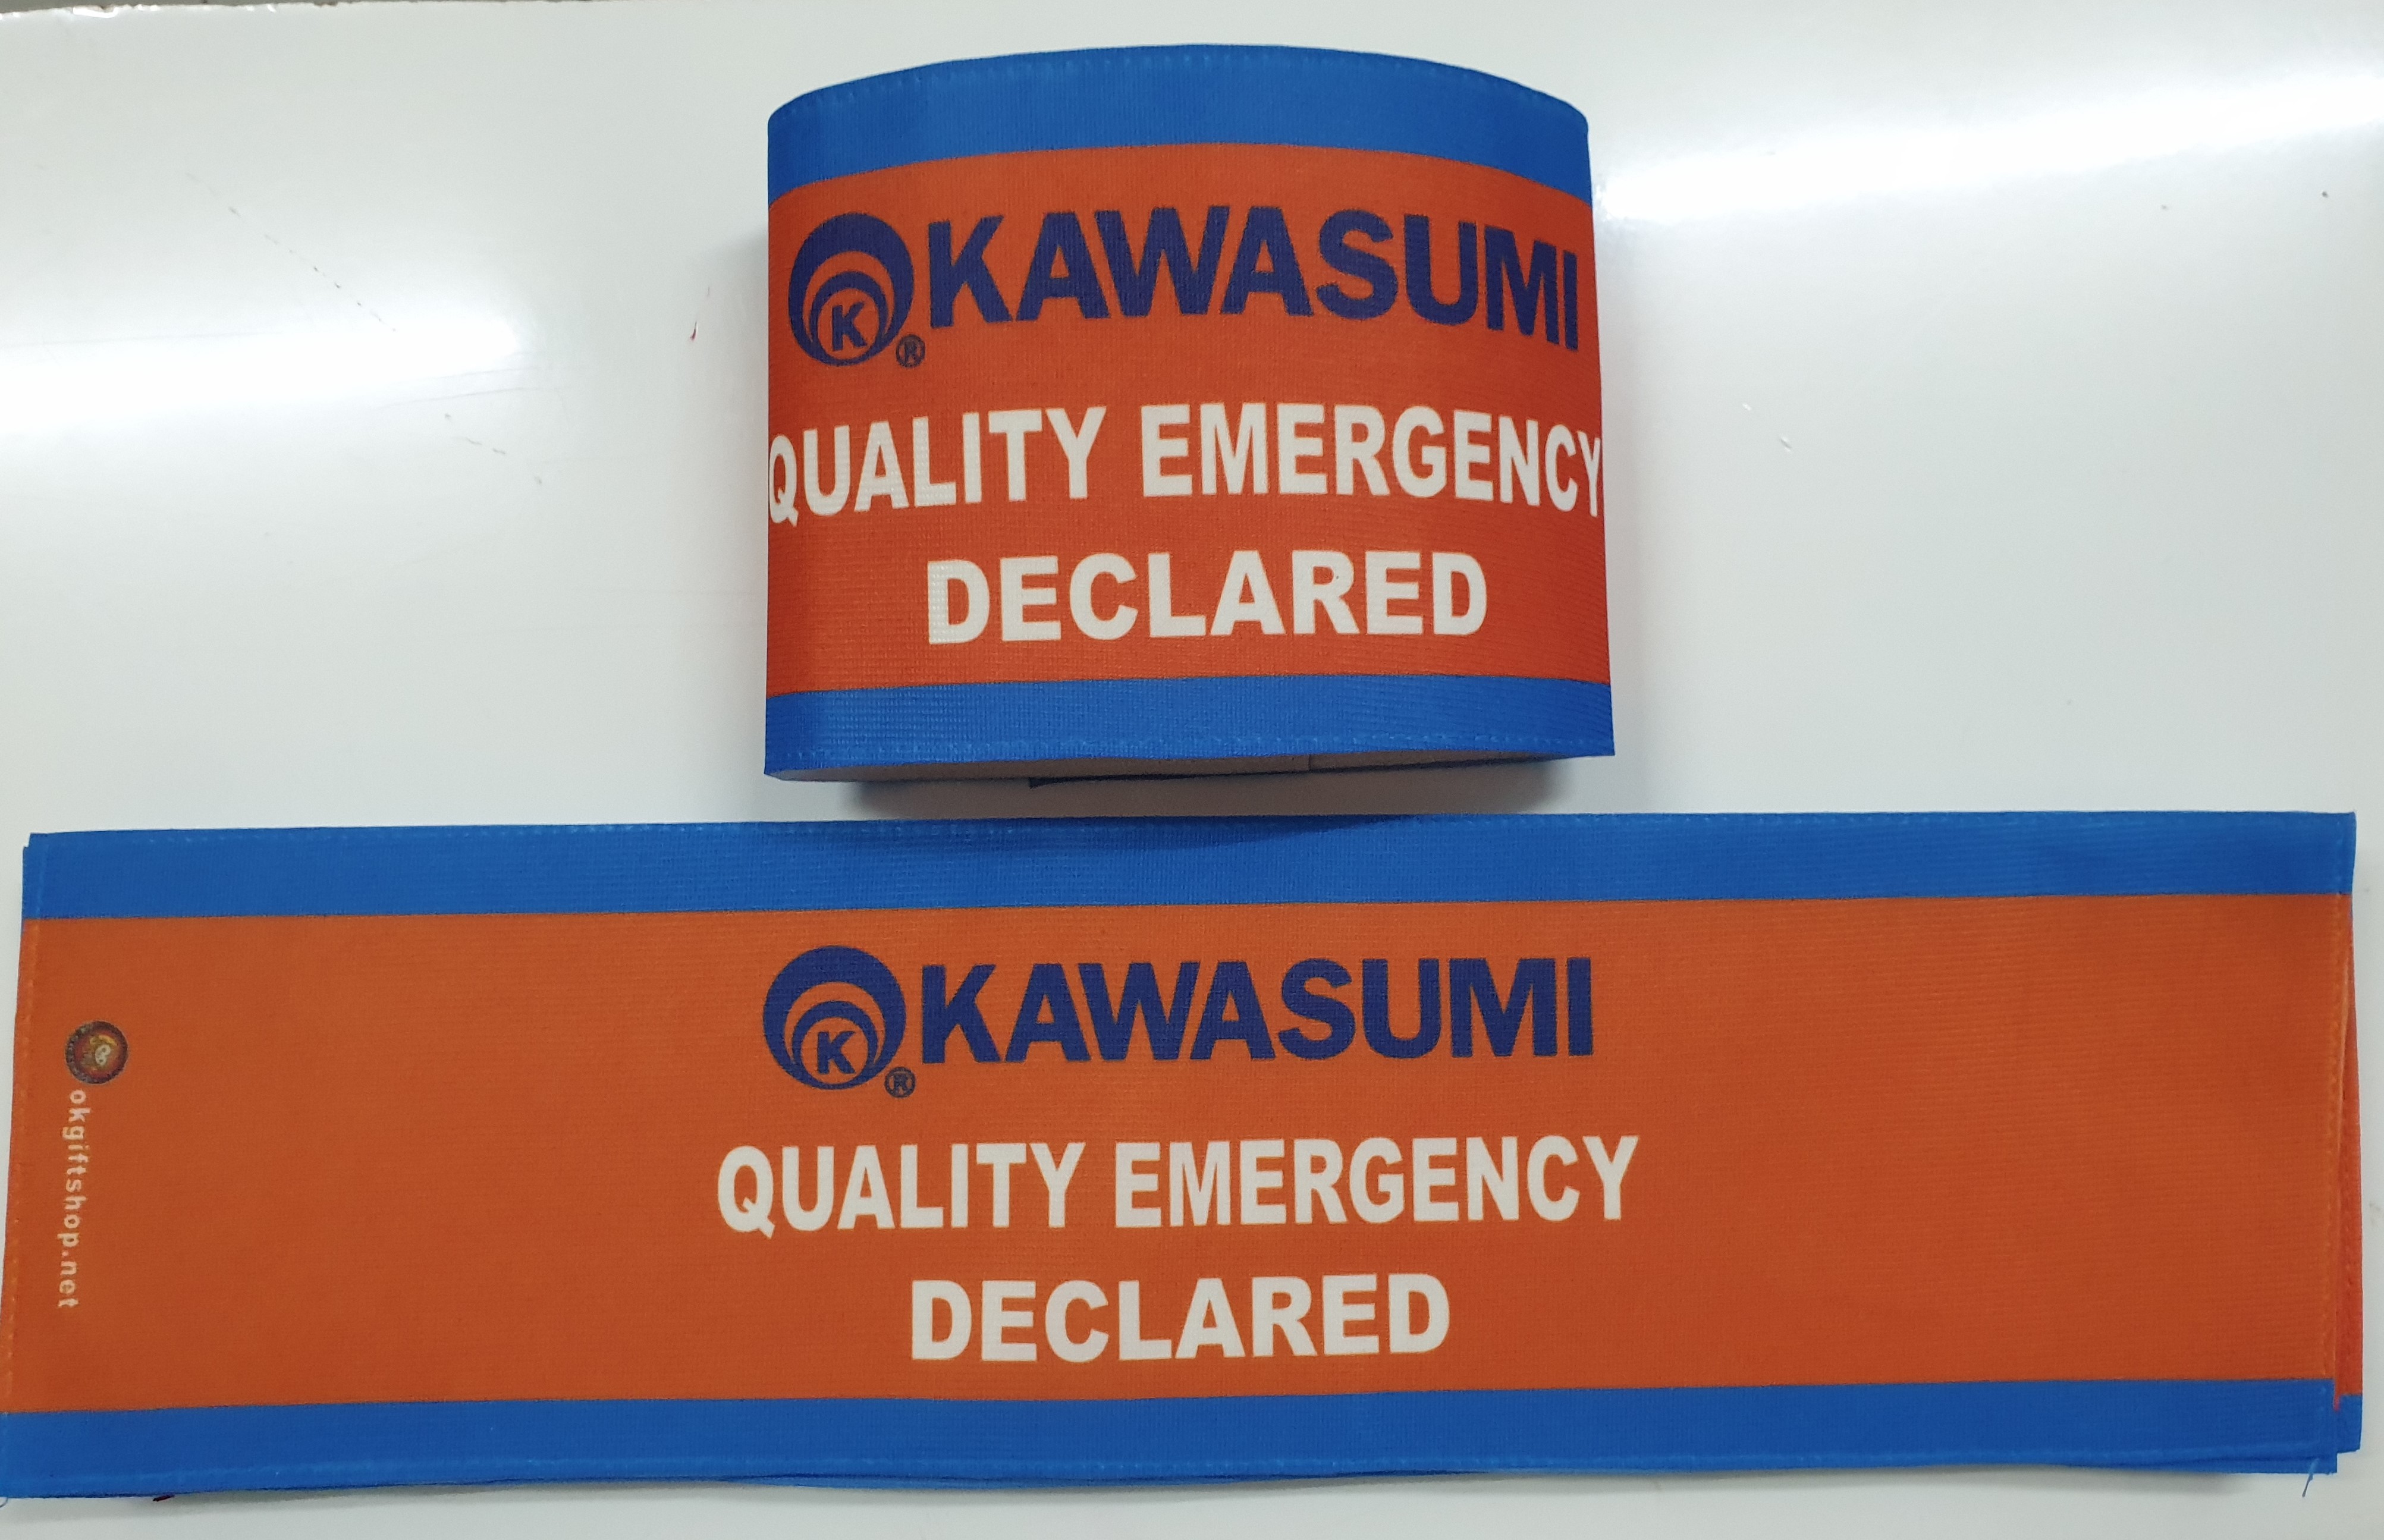 K® KAWASUMI
QUALITY EMERGENCY
DECLARED
K® KAWASUMI
QUALITY EMERGENCY
DECLARED
okgiftshop.net